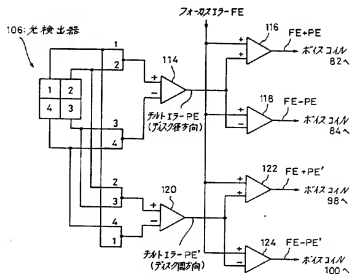 フォーカスエラーFE
106:光検出器
1
2
114
116
FE+PE
ボイスコイル
82へ
1 2
4 3
チルトエラーPE
(ディスク径方向)
118
FE-PE
ボイスコイル
84へ
3
4
2
3
120
122
FE+PE'
ボイスコイル
98へ
4
1
チルトエラーPE'
(ディスク周方向)
124
FE-PE'
ボイスコイル
100へ